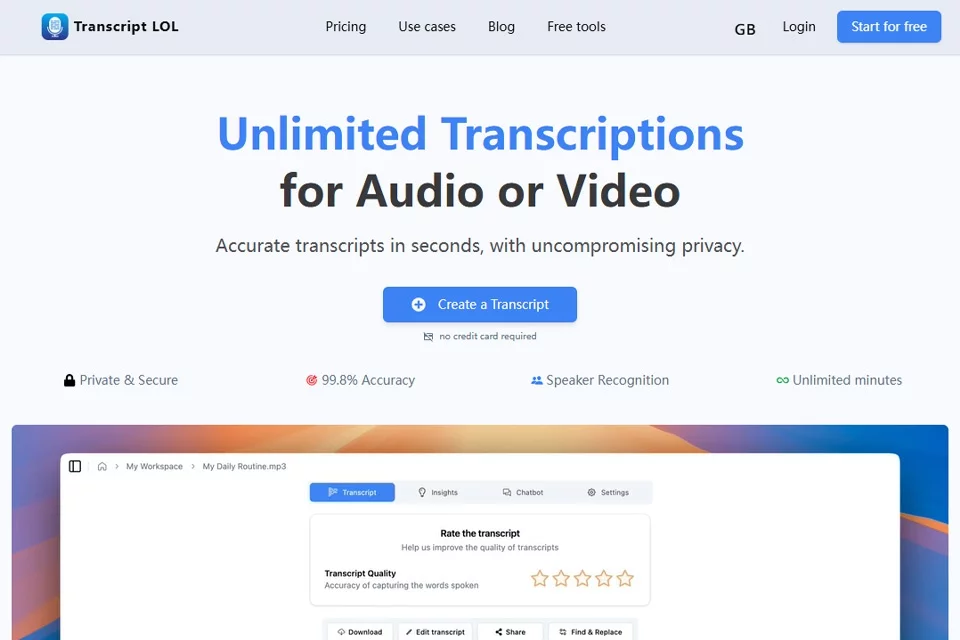 Transcript LOL
Pricing
Use cases
Blog
Free tools
GB
Login
Start for free
Unlimited Transcriptions
for Audio or Video
Accurate transcripts in seconds, with uncompromising privacy.
Create a Transcript
no credit card required
Private & Secure
99.8% Accuracy
Speaker Recognition
Unlimited minutes
My Workspace
My Daily Routine.mp3
Transcript
Insights
Chatbot
Settings
Rate the transcript
Help us improve the quality of transcripts
Transcript Quality
Accuracy of capturing the words spoken
Download
Edit transcript
Share
Find & Replace